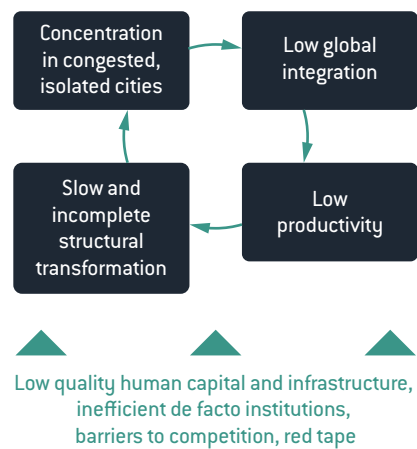 Concentration
in congested,
isolated cities
Low global
integration
Slow and
incomplete
structural
transformation
Low
productivity
Low quality human capital and infrastructure,
inefficient de facto institutions,
barriers to competition, red tape